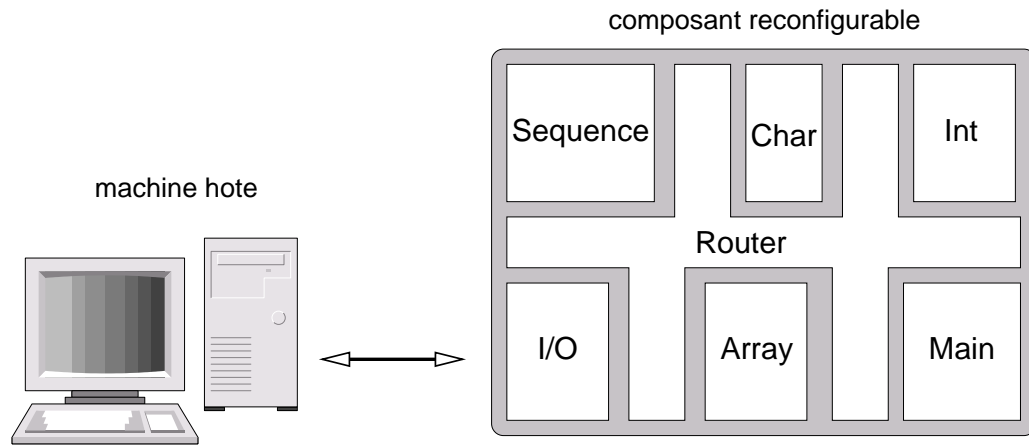 composant reconfigurable
Sequence
Char
Int
machine hote
Router
I/O
Array
Main